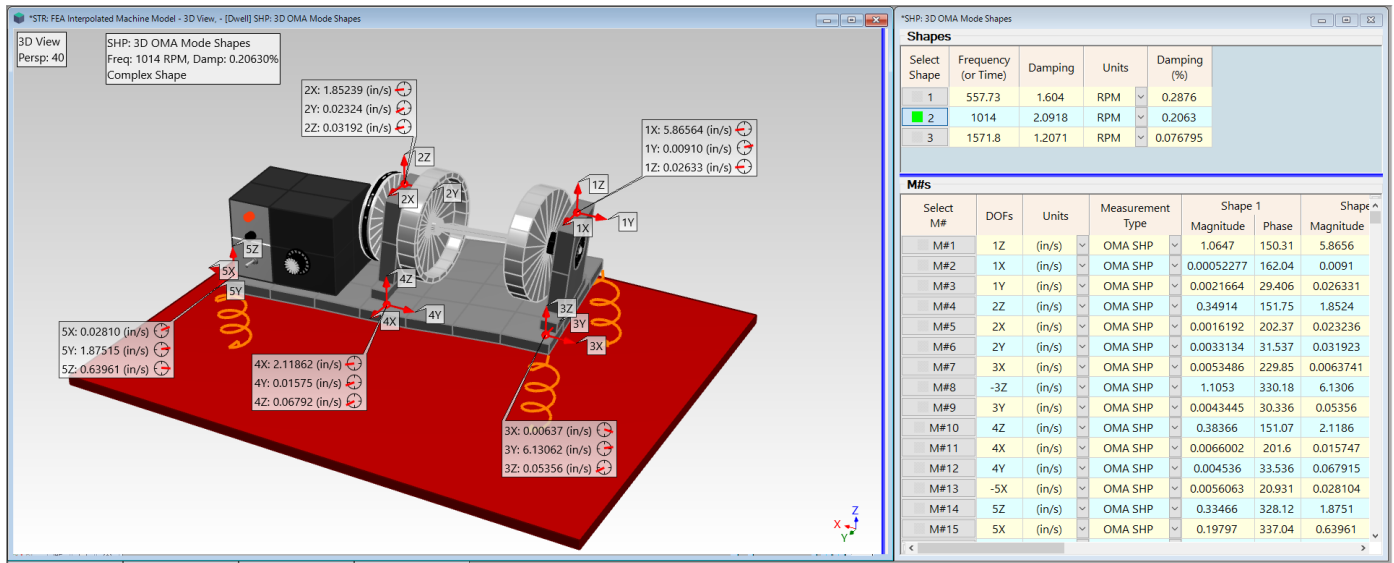 *STR: FEA Interpolated Machine Model - 3D View, - [Dwell] SHP: 3D OMA Mode Shapes
3D View
Persp: 40
SHP: 3D OMA Mode Shapes
Freq: 1014 RPM, Damp: 0.20630%
Complex Shape
2X: 1.85239 (in/s)
2Y: 0.02324 (in/s)
2Z: 0.03192 (in/s)
1X: 5.86564 (in/s)
1Y: 0.00910 (in/s)
1Z: 0.02633 (in/s)
2Z
2X
2Y
1Z
1Y
1X
5Z
5X
5Y
4Z
4Y
4X
3Z
3Y
3X
5X: 0.02810 (in/s)
5Y: 1.87515 (in/s)
5Z: 0.63961 (in/s)
4X: 2.11862 (in/s)
4Y: 0.01575 (in/s)
4Z: 0.06792 (in/s)
3X: 0.00637 (in/s)
3Y: 6.13062 (in/s)
3Z: 0.05356 (in/s)
Z
X
Y
*SHP: 3D OMA Mode Shapes
Shapes
Select Shape Frequency (or Time) Damping Units Damping (%)
1 557.73 1.604 RPM 0.2876
2 1014 2.0918 RPM 0.2063
3 1571.8 1.2071 RPM 0.076795
M#s
Select M# DOFs Units Measurement Type Shape 1 Shape
Magnitude Phase Magnitude
M#1 1Z (in/s) OMA SHP 1.0647 150.31 5.8656
M#2 1X (in/s) OMA SHP 0.00052277 162.04 0.0091
M#3 1Y (in/s) OMA SHP 0.0021664 29.406 0.026331
M#4 2Z (in/s) OMA SHP 0.34914 151.75 1.8524
M#5 2X (in/s) OMA SHP 0.0016192 202.37 0.023236
M#6 2Y (in/s) OMA SHP 0.0033134 31.537 0.031923
M#7 3X (in/s) OMA SHP 0.0053486 229.85 0.0063741
M#8 -3Z (in/s) OMA SHP 1.1053 330.18 6.1306
M#9 3Y (in/s) OMA SHP 0.0043445 30.336 0.05356
M#10 4Z (in/s) OMA SHP 0.38366 151.07 2.1186
M#11 4X (in/s) OMA SHP 0.0066002 201.6 0.015747
M#12 4Y (in/s) OMA SHP 0.004536 33.536 0.067915
M#13 -5X (in/s) OMA SHP 0.0056063 20.931 0.028104
M#14 5Z (in/s) OMA SHP 0.33466 328.12 1.8751
M#15 5X (in/s) OMA SHP 0.19797 337.04 0.63961